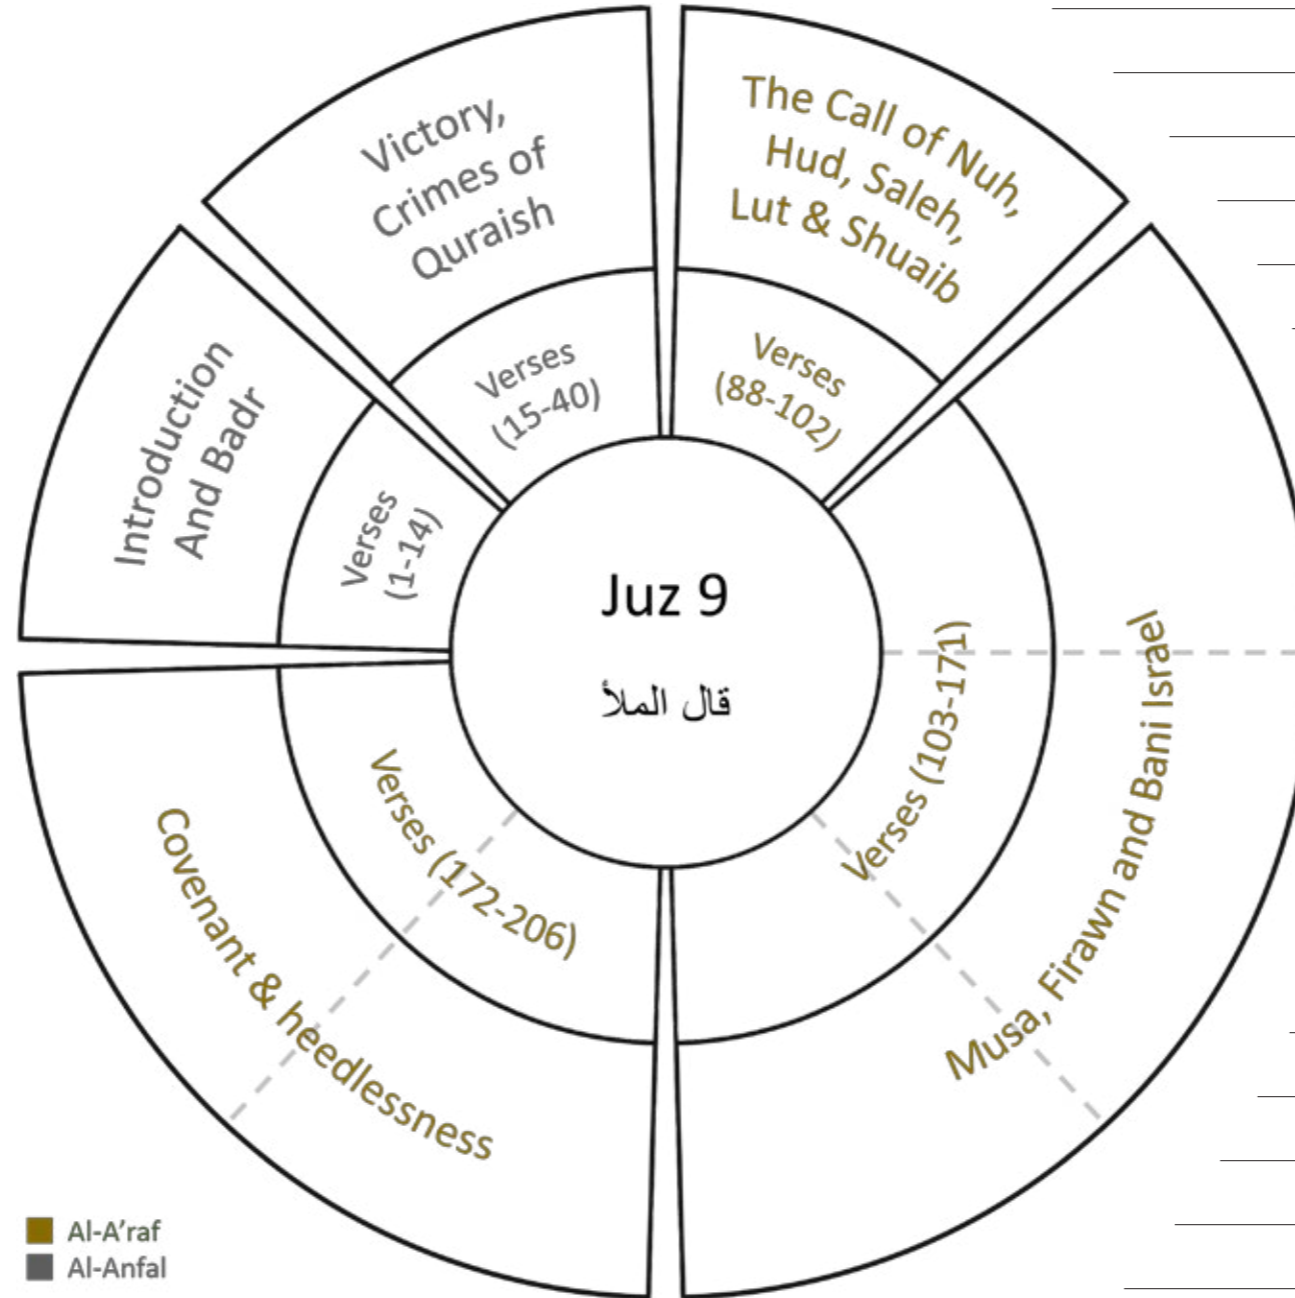 The Call of Nuh,
Hud, Saleh,
Lut & Shuaib
Verses
(88-102)
Musa, Firawn and Bani Israel
Verses (103-171)
Covenant & heedlessness
Verses (172-206)
Introduction
And Badr
Verses
(1-14)
Victory,
Crimes of
Quraish
Verses
(15-40)
Juz 9
قال الملأ
Al-A’raf
Al-Anfal